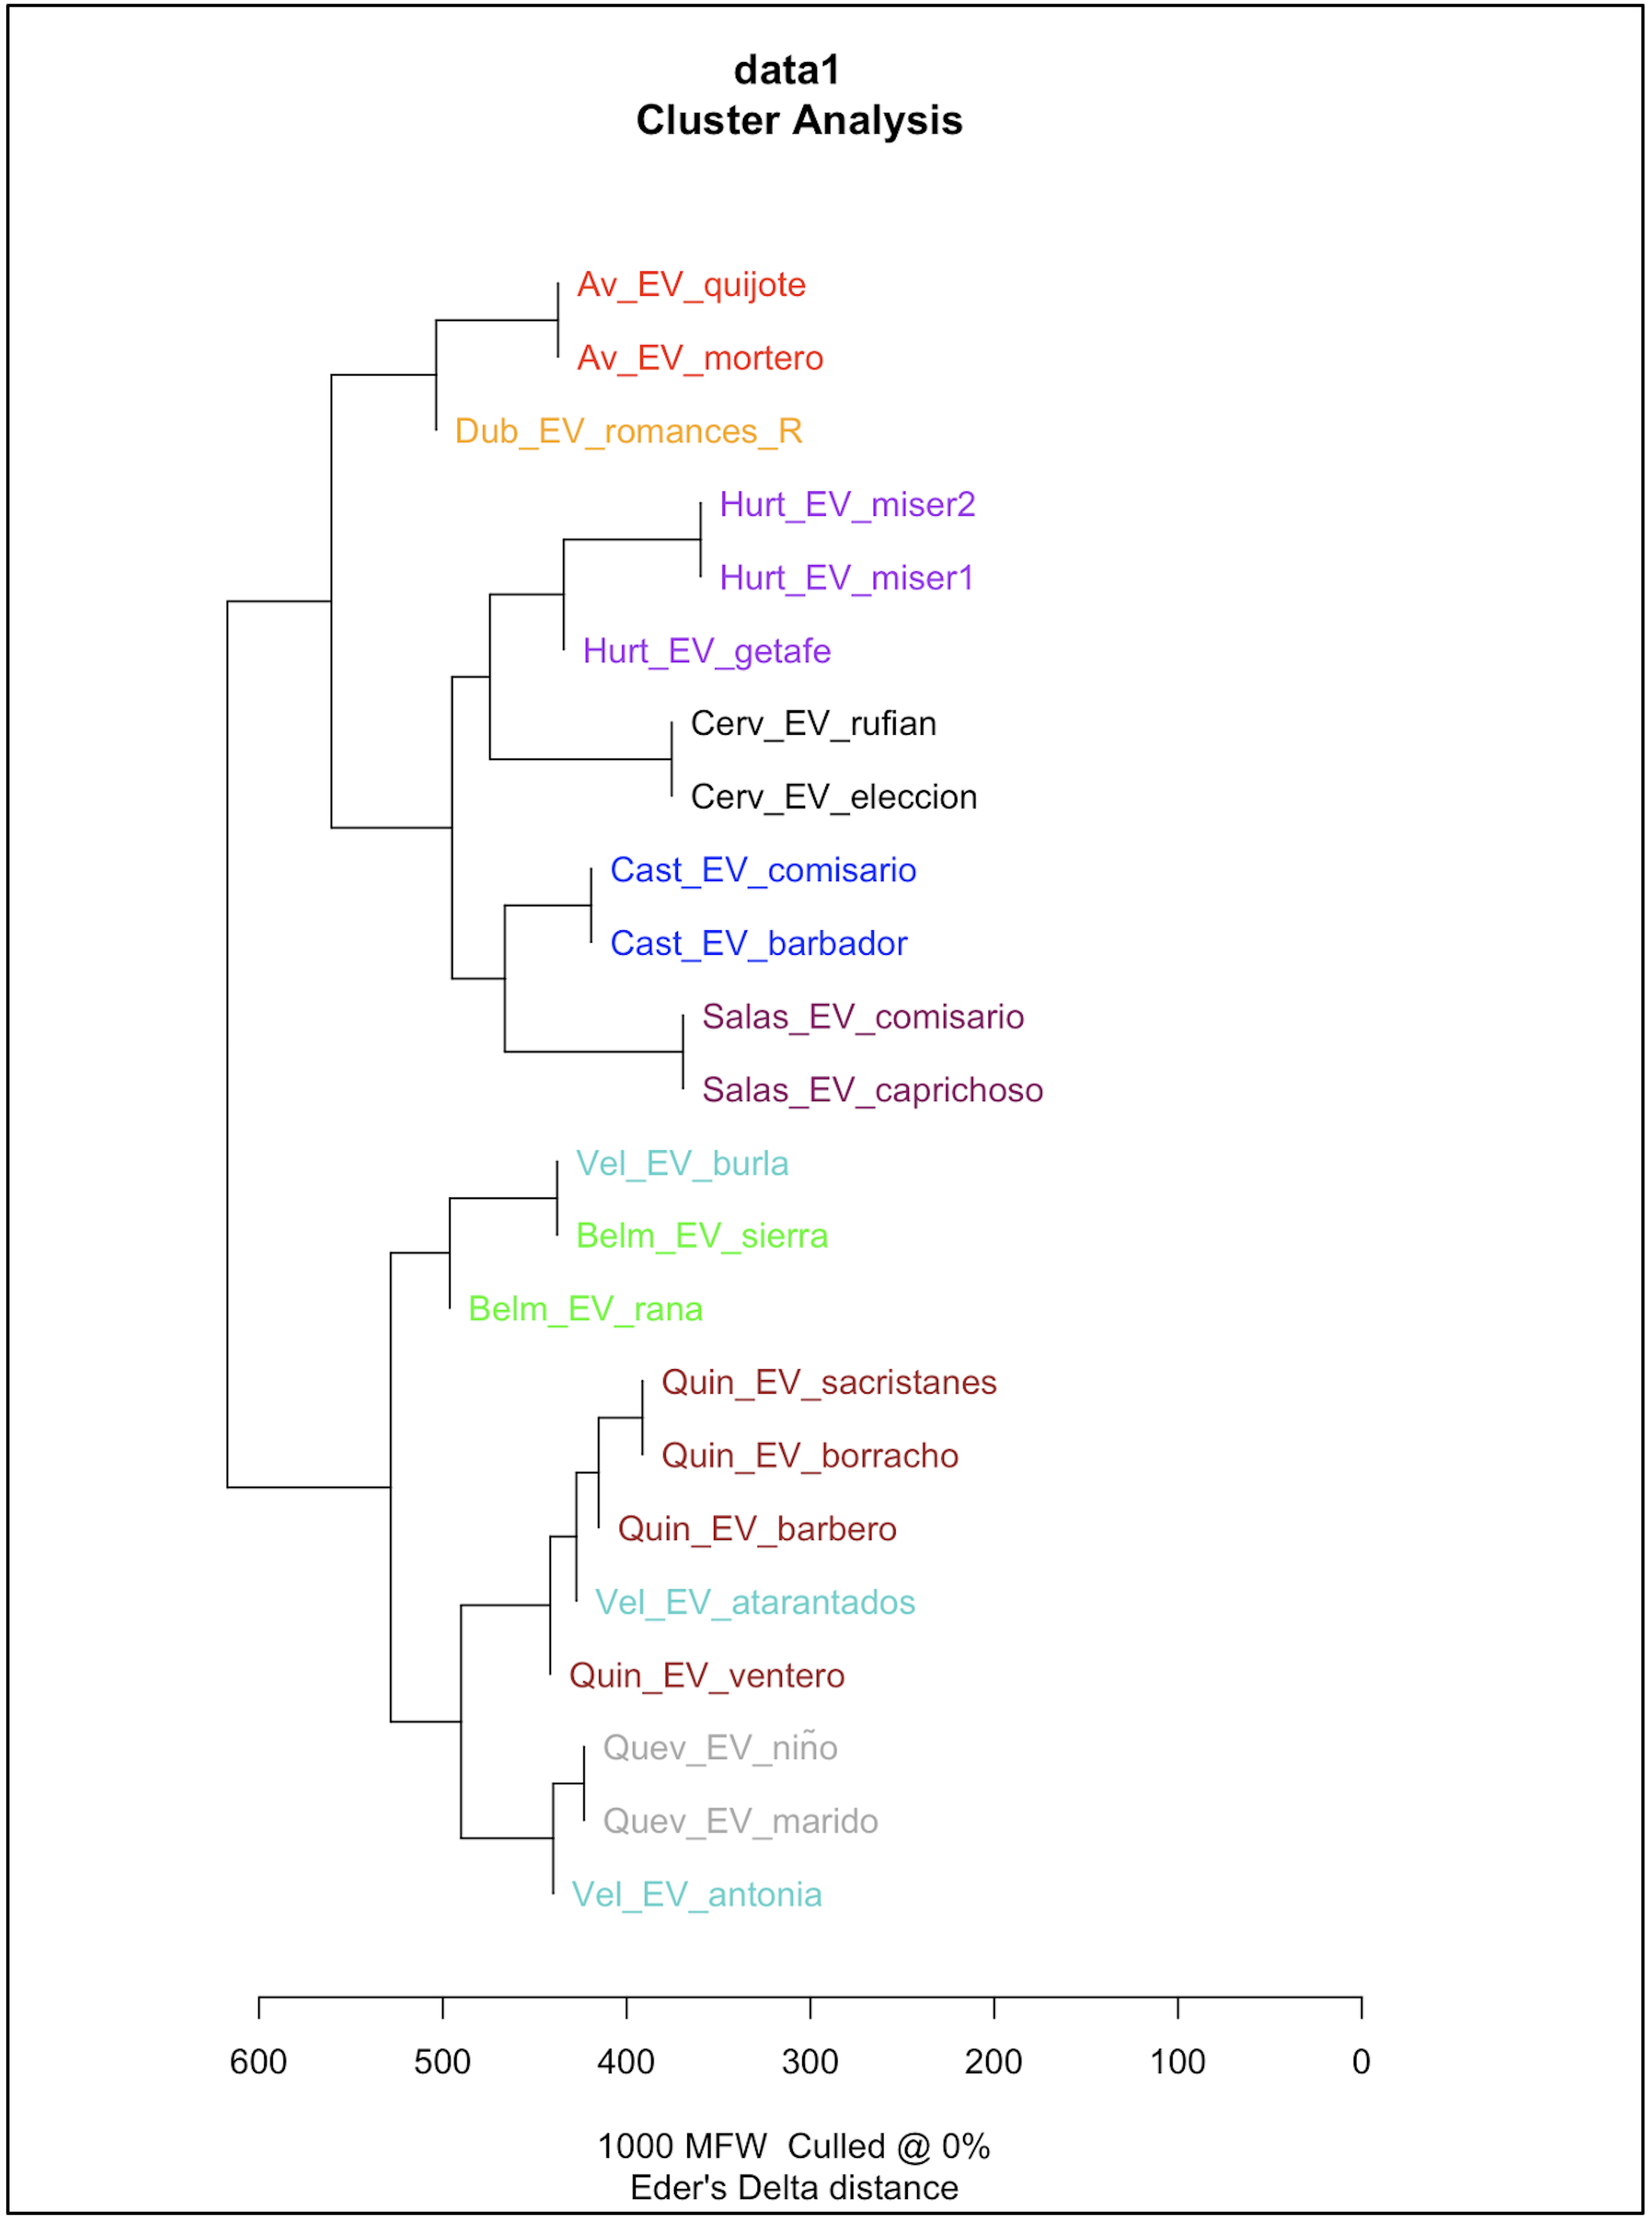 data1
Cluster Analysis
Av_EV_quijote
Av_EV_mortero
Dub_EV_romances_R
Hurt_EV_miser2
Hurt_EV_miser1
Hurt_EV_getafe
Cerv_EV_rufian
Cerv_EV_eleccion
Cast_EV_comisario
Cast_EV_barbador
Salas_EV_comisario
Salas_EV_caprichoso
Vel_EV_burla
Belm_EV_sierra
Belm_EV_rana
Quin_EV_sacristanes
Quin_EV_borracho
Quin_EV_barbero
Vel_EV_atarantados
Quin_EV_ventero
Quev_EV_niño
Quev_EV_marido
Vel_EV_antonia
600 500 400 300 200 100 0
1000 MFW Culled @ 0%
Eder's Delta distance